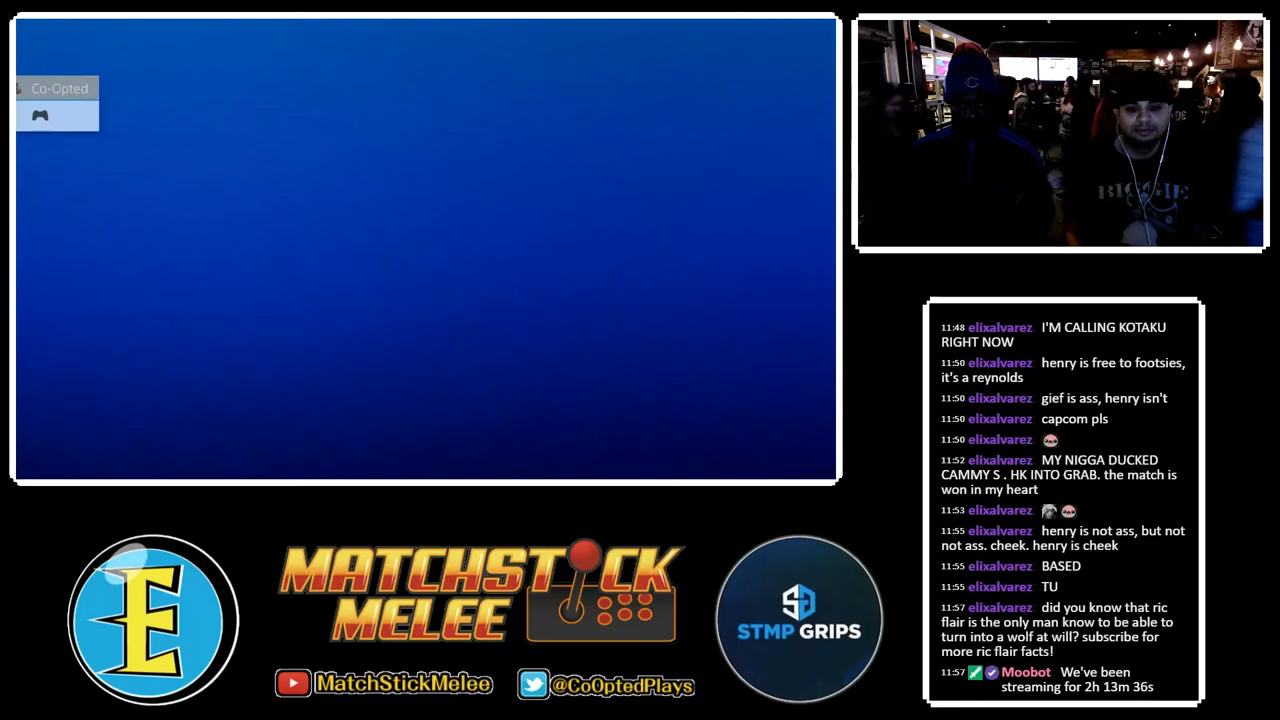 Co-Opted
BIGGIE
11:48 elixalvarez I'M CALLING KOTAKU
RIGHT NOW
11:50 elixalvarez henry is free to footsies,
it's a reynolds
11:50 elixalvarez gief is ass, henry isn't
11:50 elixalvarez capcom pls
11:50 elixalvarez
11:52 elixalvarez MY NIGGA DUCKED
CAMMY S . HK INTO GRAB. the match is
won in my heart
11:53 elixalvarez
11:55 elixalvarez henry is not ass, but not
not ass. cheek. henry is cheek
11:55 elixalvarez BASED
11:55 elixalvarez TU
11:57 elixalvarez did you know that ric
flair is the only man know to be able to
turn into a wolf at will? subscribe for
more ric flair facts!
11:57 Moobot We've been
streaming for 2h 13m 36s
E
MATCHSTICK
MELEE
MatchStickMelee
@CoOptedPlays
SG
STMP GRIPS